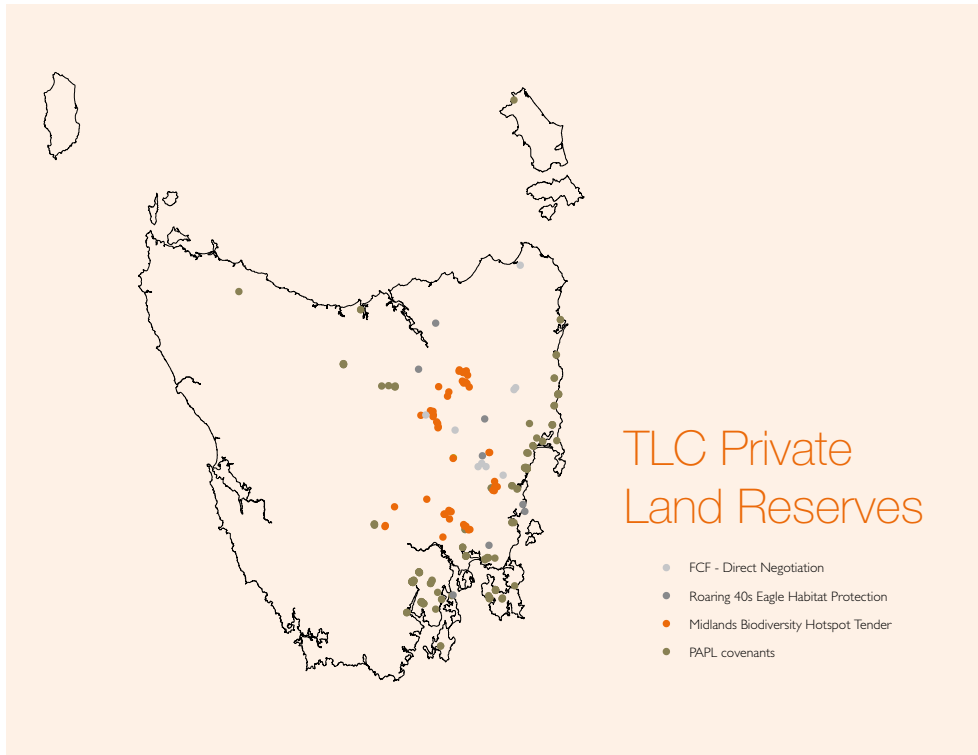 TLC Private
Land Reserves
FCF - Direct Negotiation
Roaring 40s Eagle Habitat Protection
Midlands Biodiversity Hotspot Tender
PAPL covenants